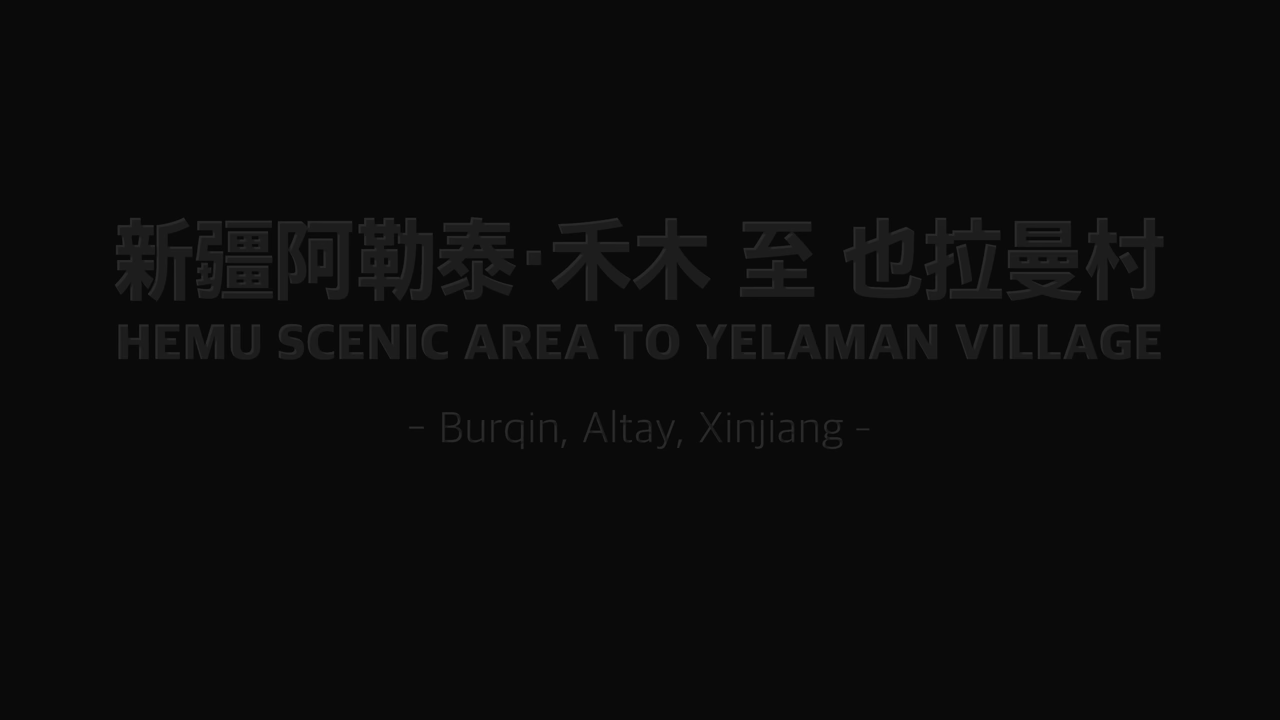 新疆阿勒泰·禾木 至 也拉曼村
HEMU SCENIC AREA TO YELAMAN VILLAGE
– Burqin, Altay, Xinjiang –